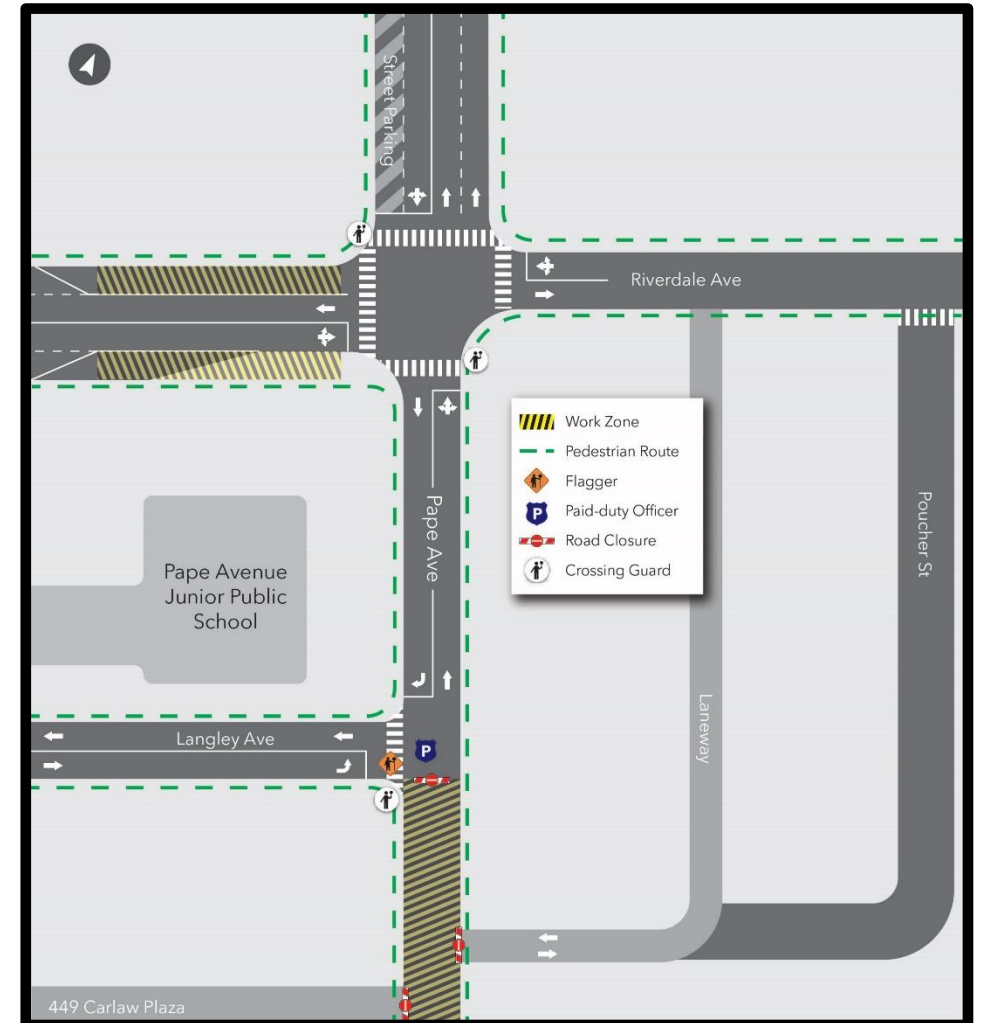 Street Parking
Riverdale Ave
Work Zone
Pedestrian Route
Flagger
P
Paid-duty Officer
Road Closure
Crossing Guard
Pape Ave
Poucher St
Pape Avenue
Junior Public
School
Laneway
Langley Ave
P
449 Carlaw Plaza